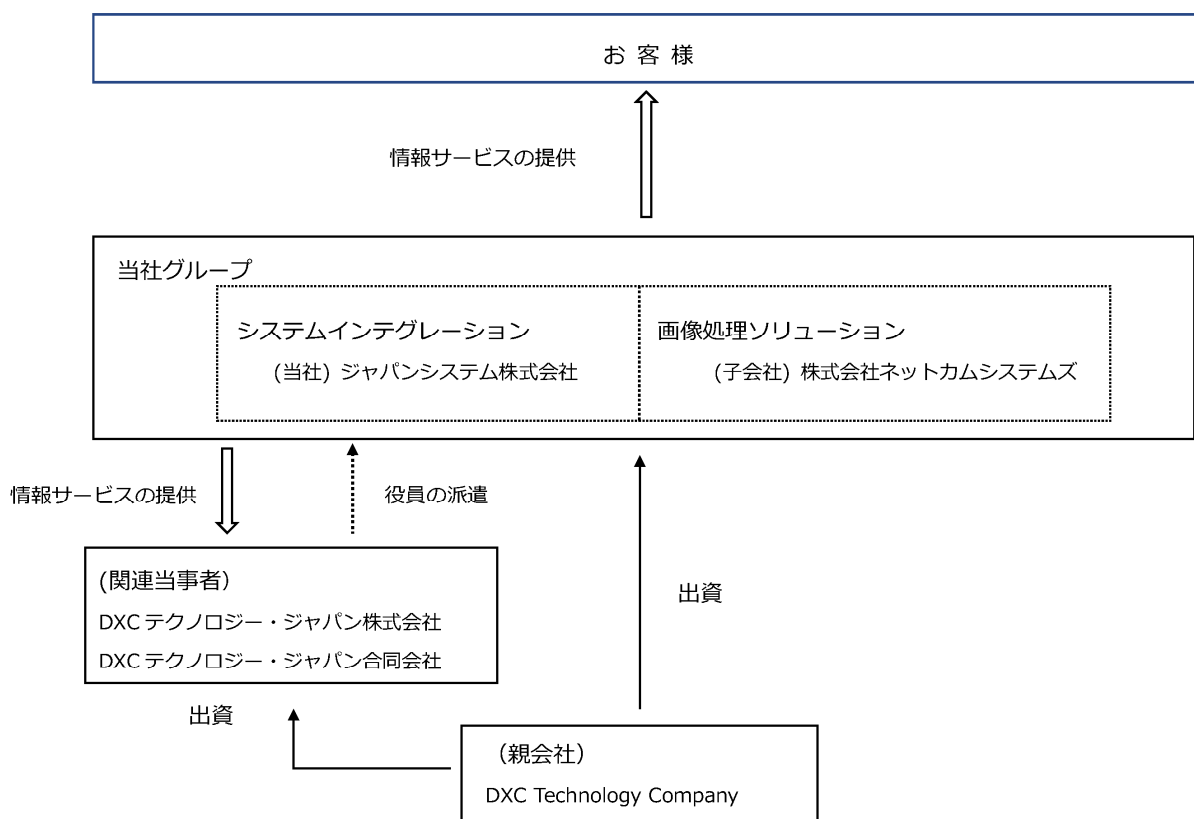 お 客 様
情報サービスの提供
当社グループ
システムインテグレーション
(当社) ジャパンシステム株式会社
画像処理ソリューション
(子会社) 株式会社ネットカムシステムズ
情報サービスの提供
役員の派遣
出資
(関連当事者)
DXC テクノロジー・ジャパン株式会社
DXC テクノロジー・ジャパン合同会社
出資
（親会社）
DXC Technology Company